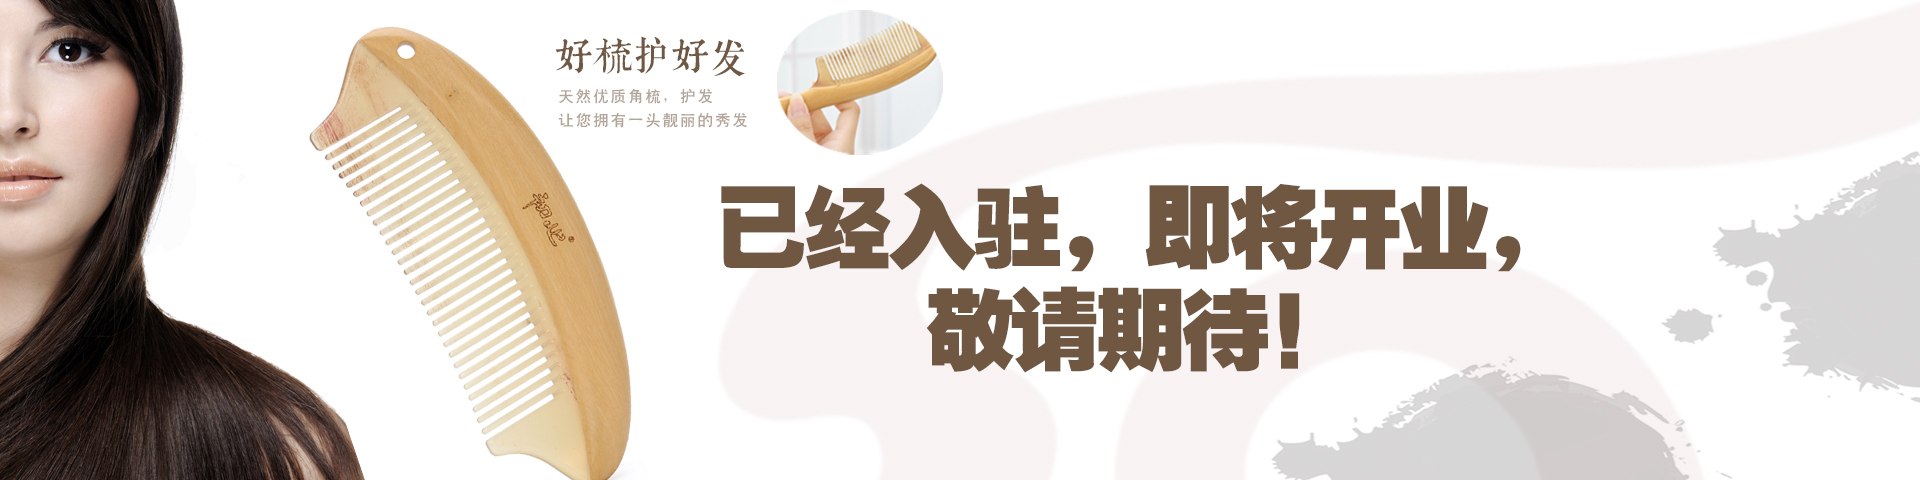 好梳护好发
天然优质角梳，护发
让您拥有一头靓丽的秀发
已经入驻，即将开业，
敬请期待！